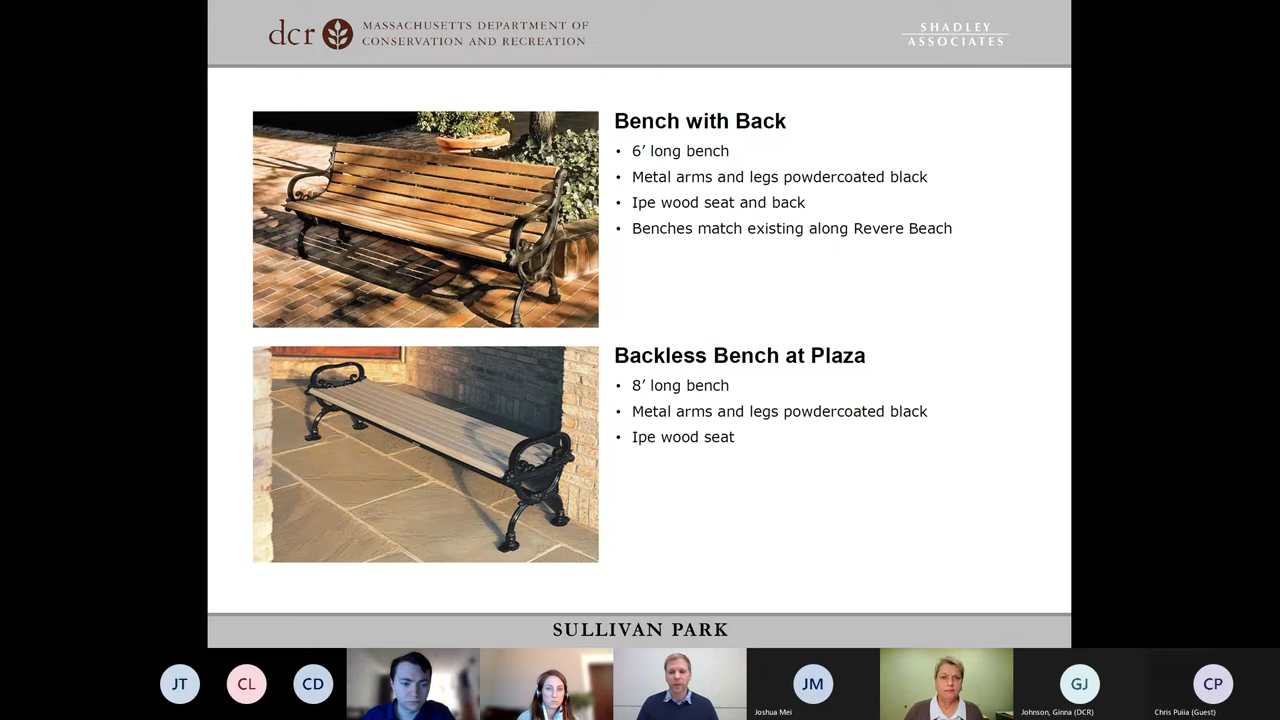 dcr
MASSACHUSETTS DEPARTMENT OF
CONSERVATION AND RECREATION
SHADLEY
ASSOCIATES
Bench with Back
• 6’ long bench
• Metal arms and legs powdercoated black
• Ipe wood seat and back
• Benches match existing along Revere Beach
Backless Bench at Plaza
• 8’ long bench
• Metal arms and legs powdercoated black
• Ipe wood seat
SULLIVAN PARK
JT
CL
CD
JM
GJ
CP
Joshua Mei
Johnson, Ginna (DCR)
Chris Puiia (Guest)